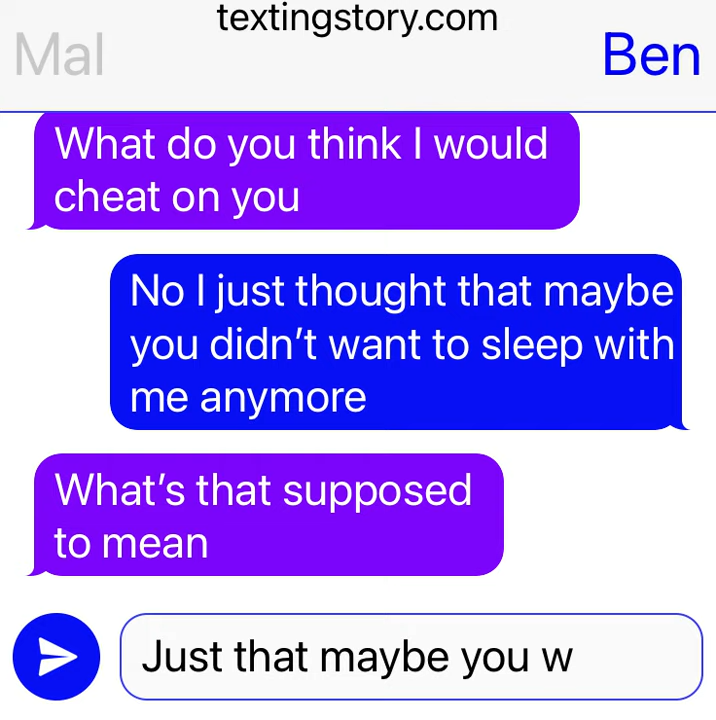 textingstory.com
Mal
Ben
What do you think I would
cheat on you
No I just thought that maybe
you didn't want to sleep with
me anymore
What's that supposed
to mean
Just that maybe you w